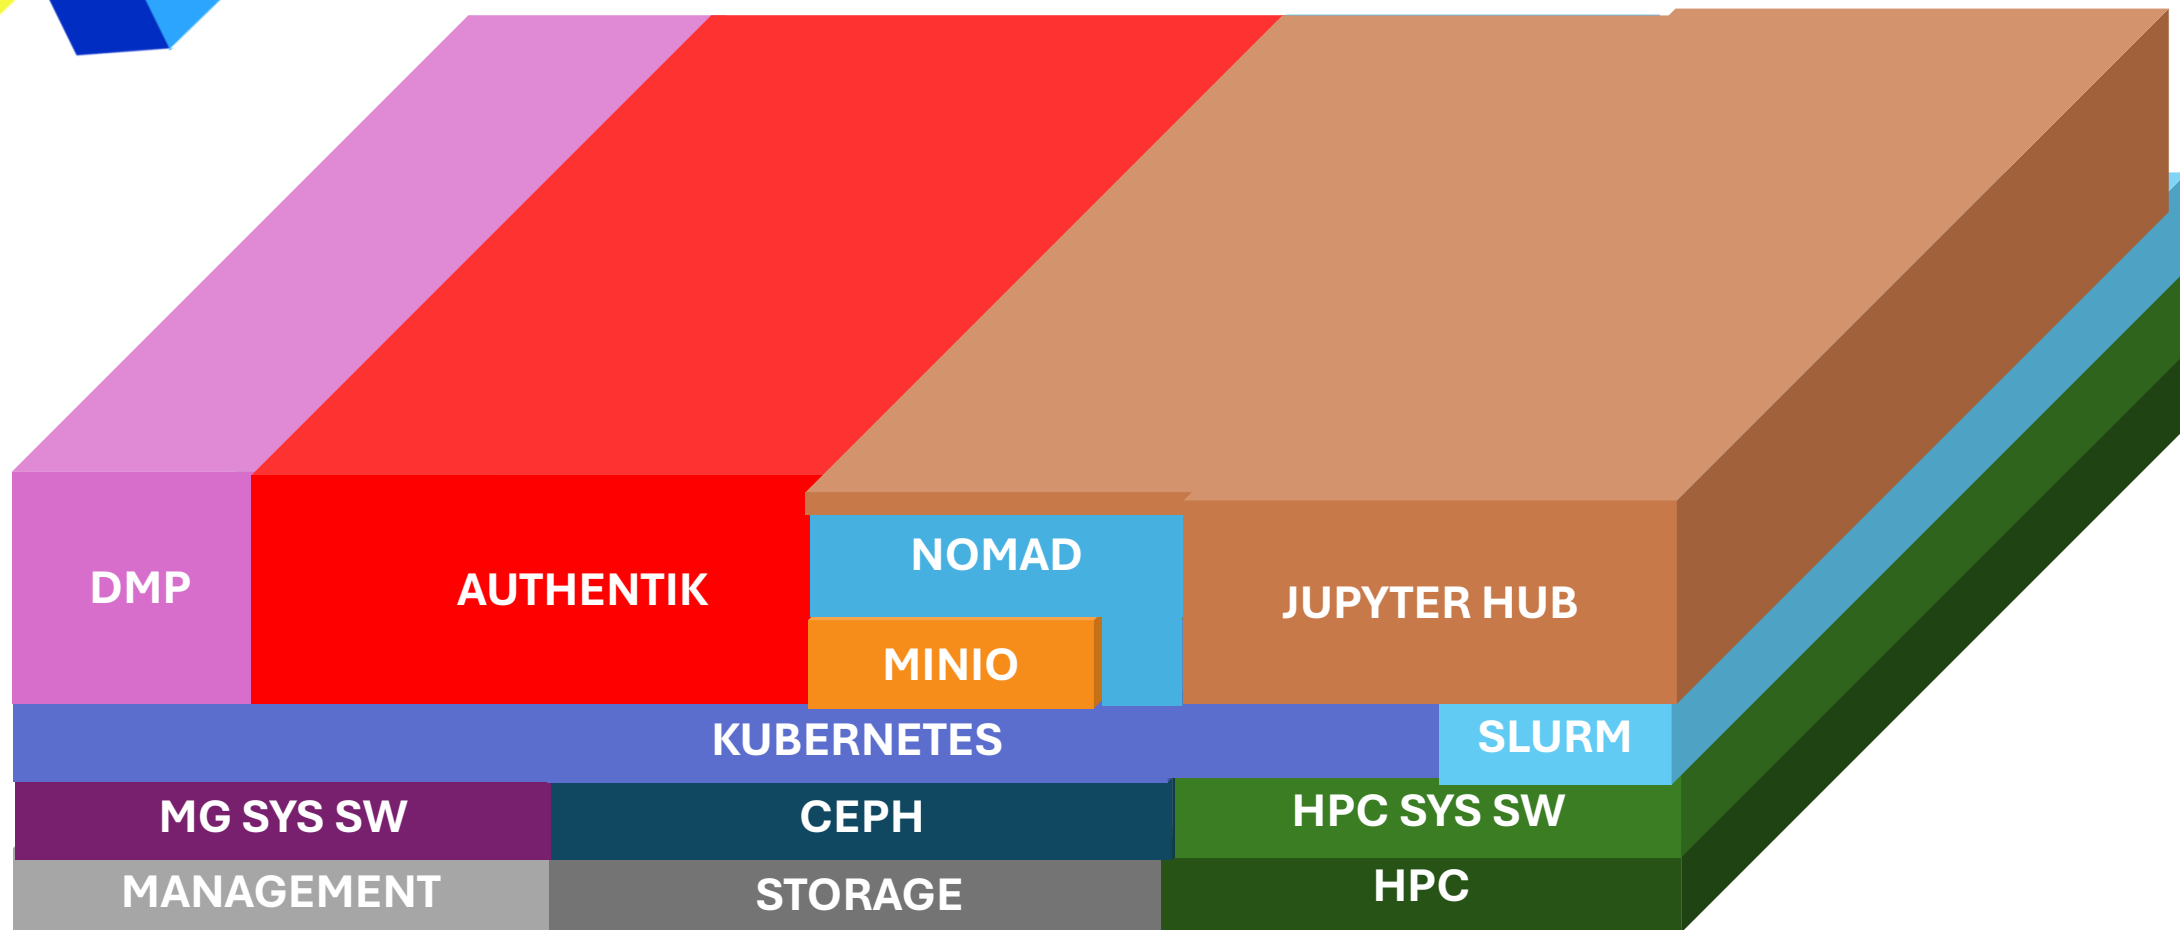 DMP
AUTHENTIK
NOMAD
MINIO
JUPYTER HUB
KUBERNETES
SLURM
MG SYS SW
CEPH
HPC SYS SW
MANAGEMENT
STORAGE
HPC